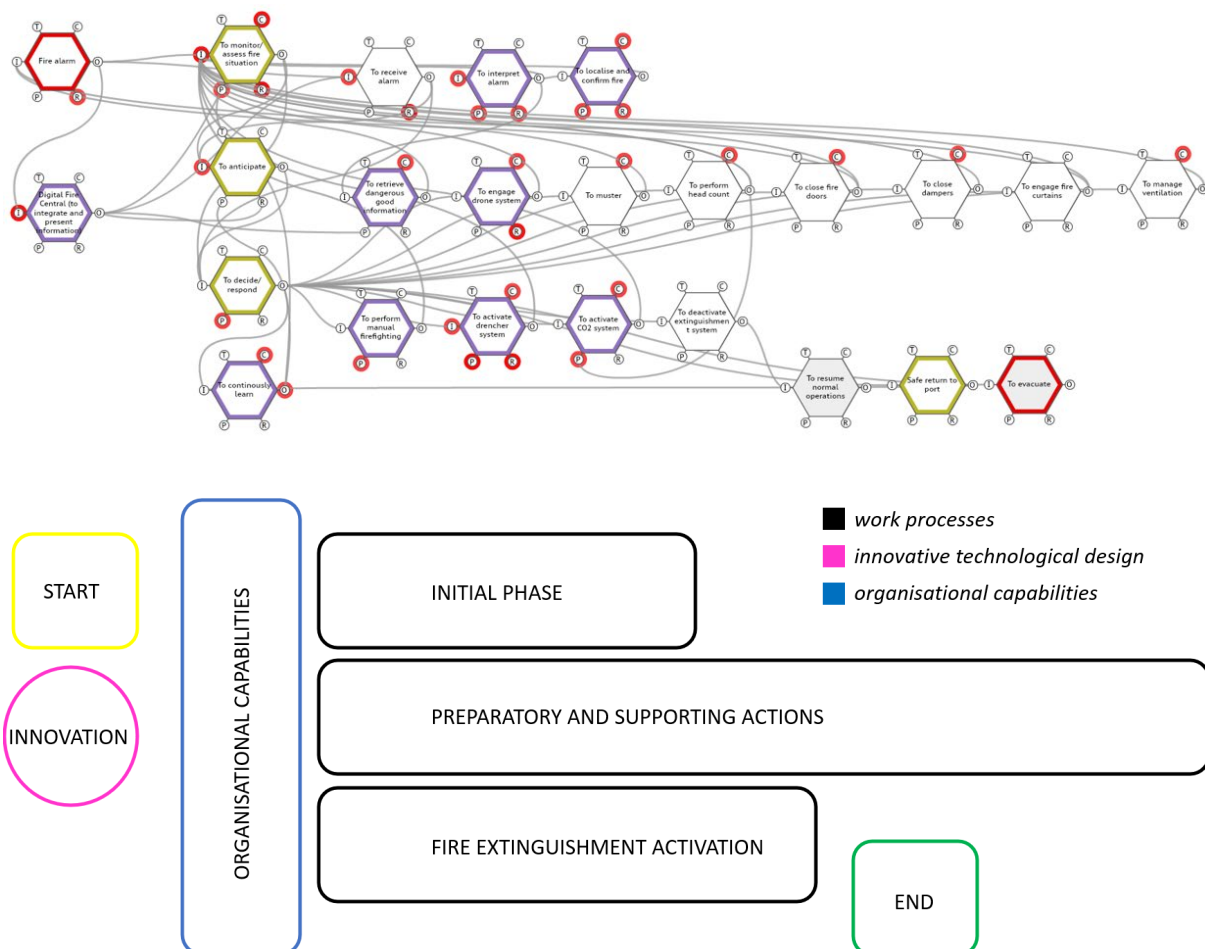 T C
I Fire alarm O
P R
T C
I To monitor/
assess fire
situation O
P R
T C
I To receive
alarm O
P R
T C
I To interpret
alarm O
P R
T C
I To localise and
confirm fire O
P R
T C
I Digital Fire
Central (to
integrate and
present
information) O
P R
T C
I To anticipate O
P R
T C
I To retrieve
dangerous
good
information O
P R
T C
I To engage
drone system O
P R
T C
I To muster O
P R
T C
I To perform
head count O
P R
T C
I To close fire
doors O
P R
T C
I To close
dampers O
P R
T C
I To engage fire
curtains O
P R
T C
I To manage
ventilation O
P R
T C
I To decide/
respond O
P R
T C
I To perform
manual
firefighting O
P R
T C
I To activate
drencher
system O
P R
T C
I To activate
CO2 system O
P R
T C
I To deactivate
extinguishmen
t system O
P R
T C
I To continously
learn O
P R
T C
I To resume
normal
operations O
P R
T C
I Safe return to
port O
P R
T C
I To evacuate O
P R
START
INNOVATION
ORGANISATIONAL CAPABILITIES
INITIAL PHASE
PREPARATORY AND SUPPORTING ACTIONS
FIRE EXTINGUISHMENT ACTIVATION
END
work processes
innovative technological design
organisational capabilities